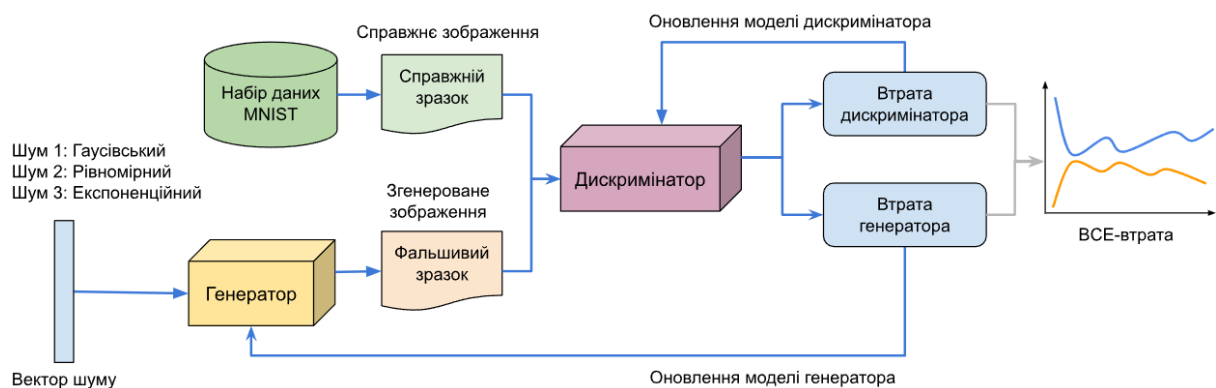 Оновлення моделі дискримінатора
Справжнє зображення
Набір даних
MNIST
Справжній
зразок
Втрата
дискримінатора
Шум 1: Гаусівський
Шум 2: Рівномірний
Шум 3: Експоненційний
Дискримінатор
Згенероване
зображення
Втрата
генератора
BCE-втрата
Фальшивий
зразок
Генератор
Вектор шуму
Оновлення моделі генератора